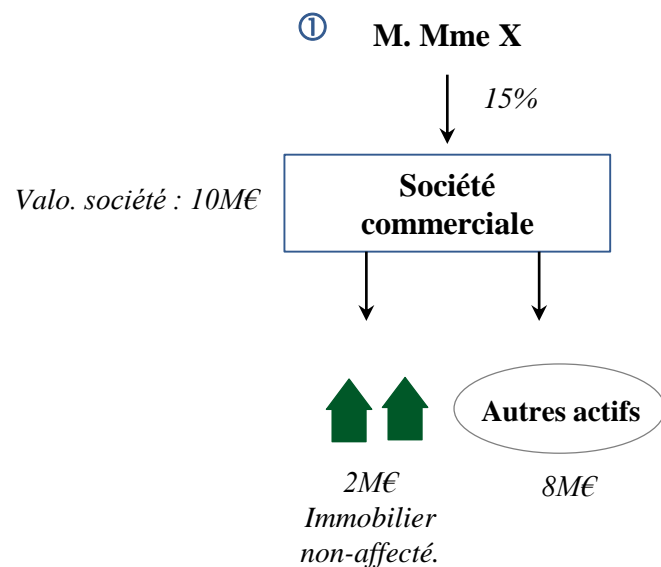 ① M. Mme X
15%
Valo. société : 10M€
Société
commerciale
Autres actifs
2M€
Immobilier
non-affecté.
8M€